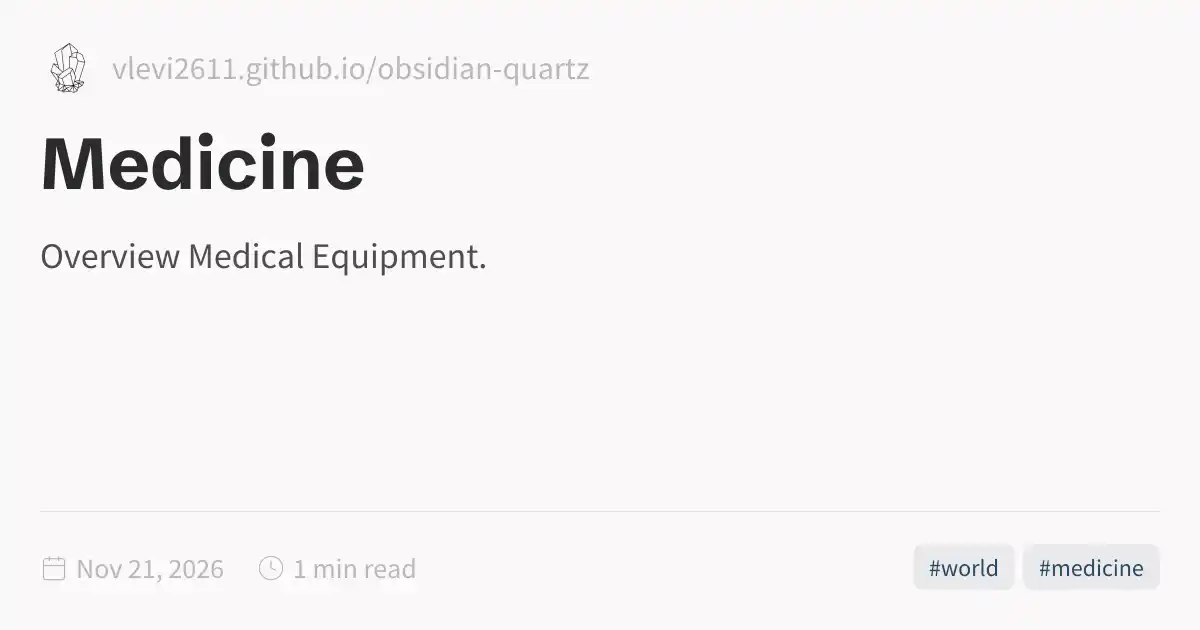 vlevi2611.github.io/obsidian-quartz
Medicine
Overview Medical Equipment.
Nov 21, 2026 1 min read #world #medicine